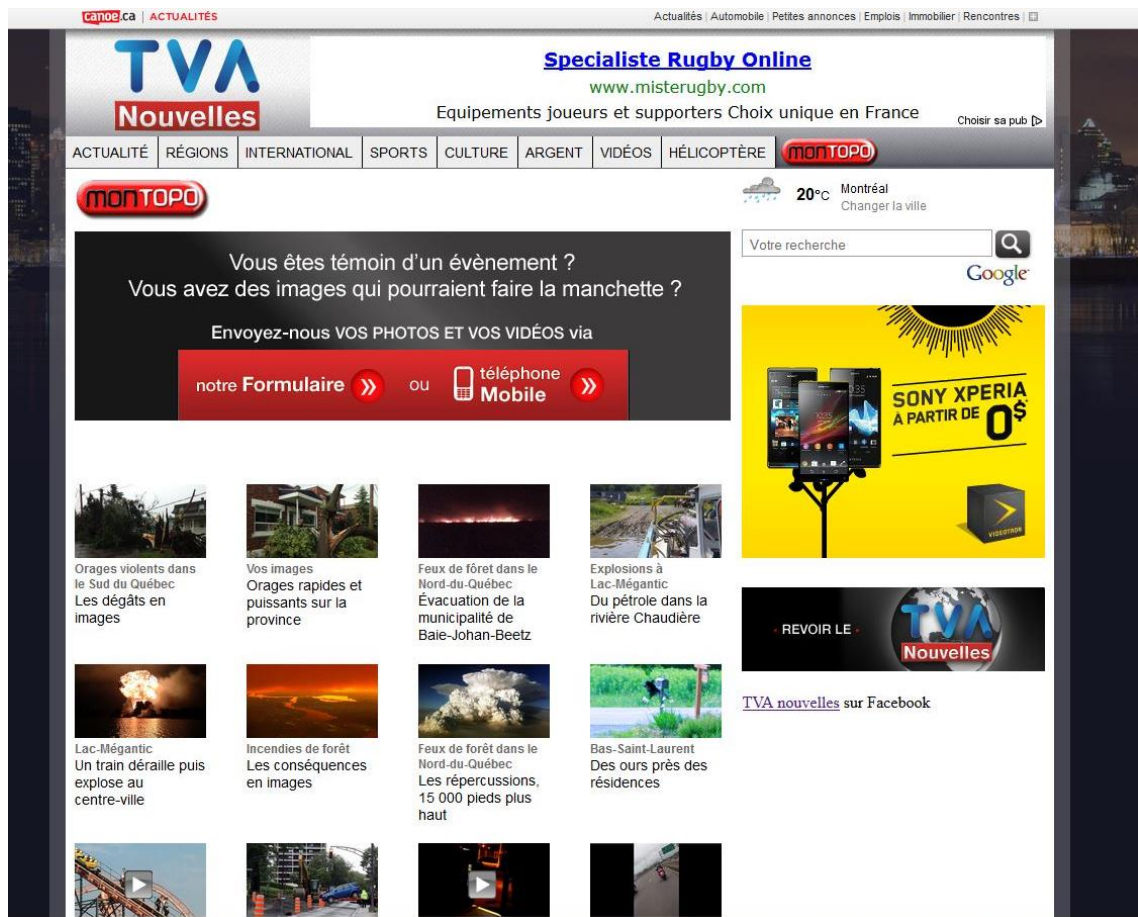 canoe.ca | ACTUALITÉS
Actualités | Automobile | Petites annonces | Emplois | Immobilier | Rencontres |
TVA
Nouvelles
Specialiste Rugby Online
www.misterugby.com
Equipements joueurs et supporters Choix unique en France
Choisir sa pub
ACTUALITÉ RÉGIONS INTERNATIONAL SPORTS CULTURE ARGENT VIDÉOS HÉLICOPTÈRE MONTOPO
MONTOPO
20°C
Montréal
Changer la ville
Vous êtes témoin d'un évènement ?
Vous avez des images qui pourraient faire la manchette ?
Envoyez-nous VOS PHOTOS ET VOS VIDÉOS via
notre Formulaire
ou
téléphone
Mobile
Votre recherche
Google
SONY XPERIA
À PARTIR DE 0$
VIDEOTRON
Orages violents dans
le Sud du Québec
Les dégâts en
images
Vos images
Orages rapides et
puissants sur la
province
Feux de fôret dans le
Nord-du-Québec
Évacuation de la
municipalité de
Baie-Johan-Beetz
Explosions à
Lac-Mégantic
Du pétrole dans la
rivière Chaudière
REVOIR LE
TVA
Nouvelles
TVA nouvelles sur Facebook
Lac-Mégantic
Un train déraille puis
explose au
centre-ville
Incendies de forêt
Les conséquences
en images
Feux de forêt dans le
Nord-du-Québec
Les répercussions,
15 000 pieds plus
haut
Bas-Saint-Laurent
Des ours près des
résidences